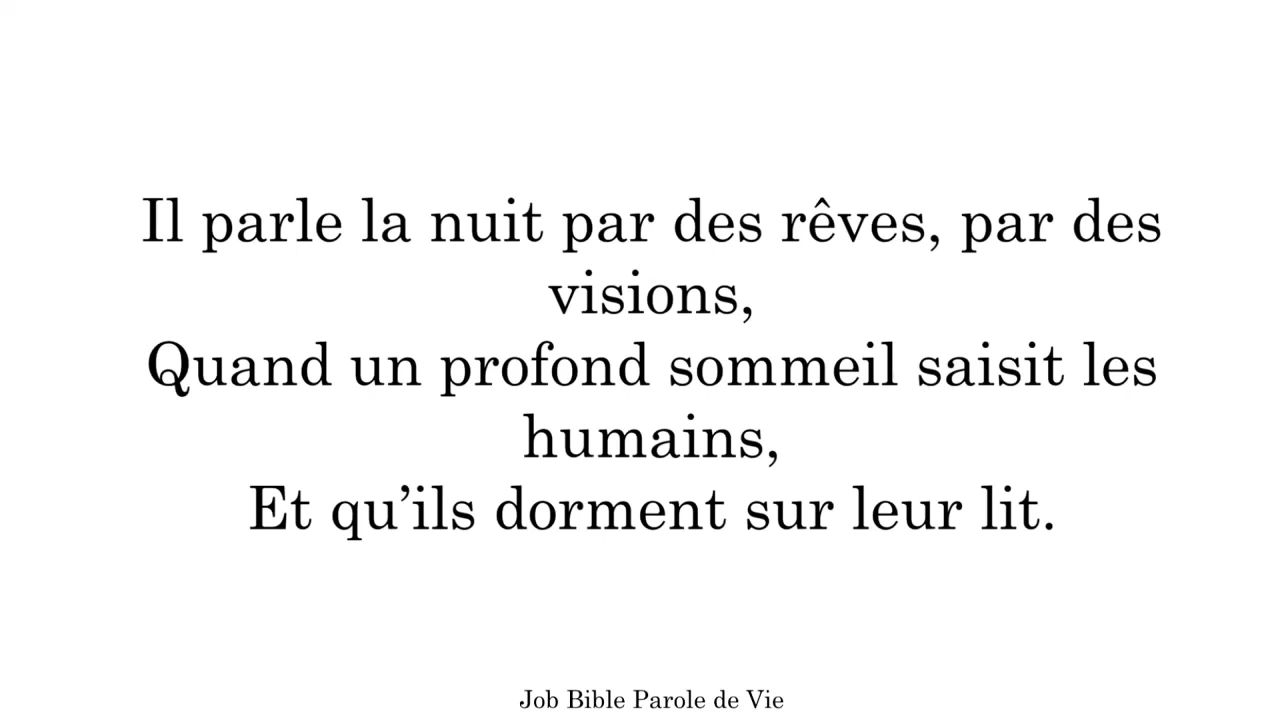 Il parle la nuit par des rêves, par des
visions,
Quand un profond sommeil saisit les
humains,
Et qu’ils dorment sur leur lit.
Job Bible Parole de Vie